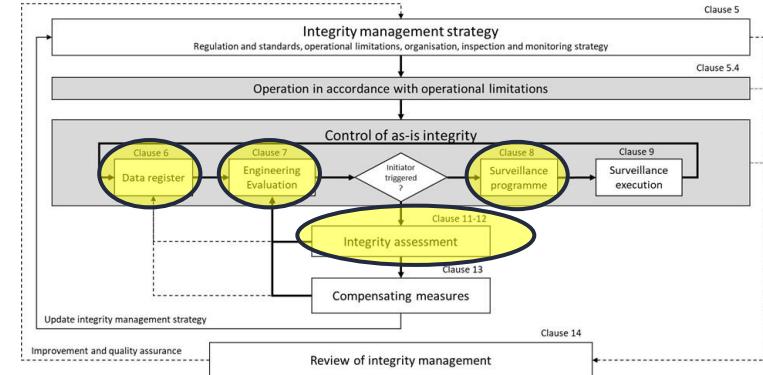 Clause 5
Integrity management strategy
Regulation and standards, operational limitations, organisation, inspection and monitoring strategy
Clause 5.4
Operation in accordance with operational limitations
Control of as-is integrity
Clause 6
Data register
Clause 7
Engineering
Evaluation
Initiator
triggered
?
Clause 8
Surveillance
programme
Clause 9
Surveillance
execution
Clause 11-12
Integrity assessment
Clause 13
Compensating measures
Update integrity management strategy
Clause 14
Improvement and quality assurance
Review of integrity management